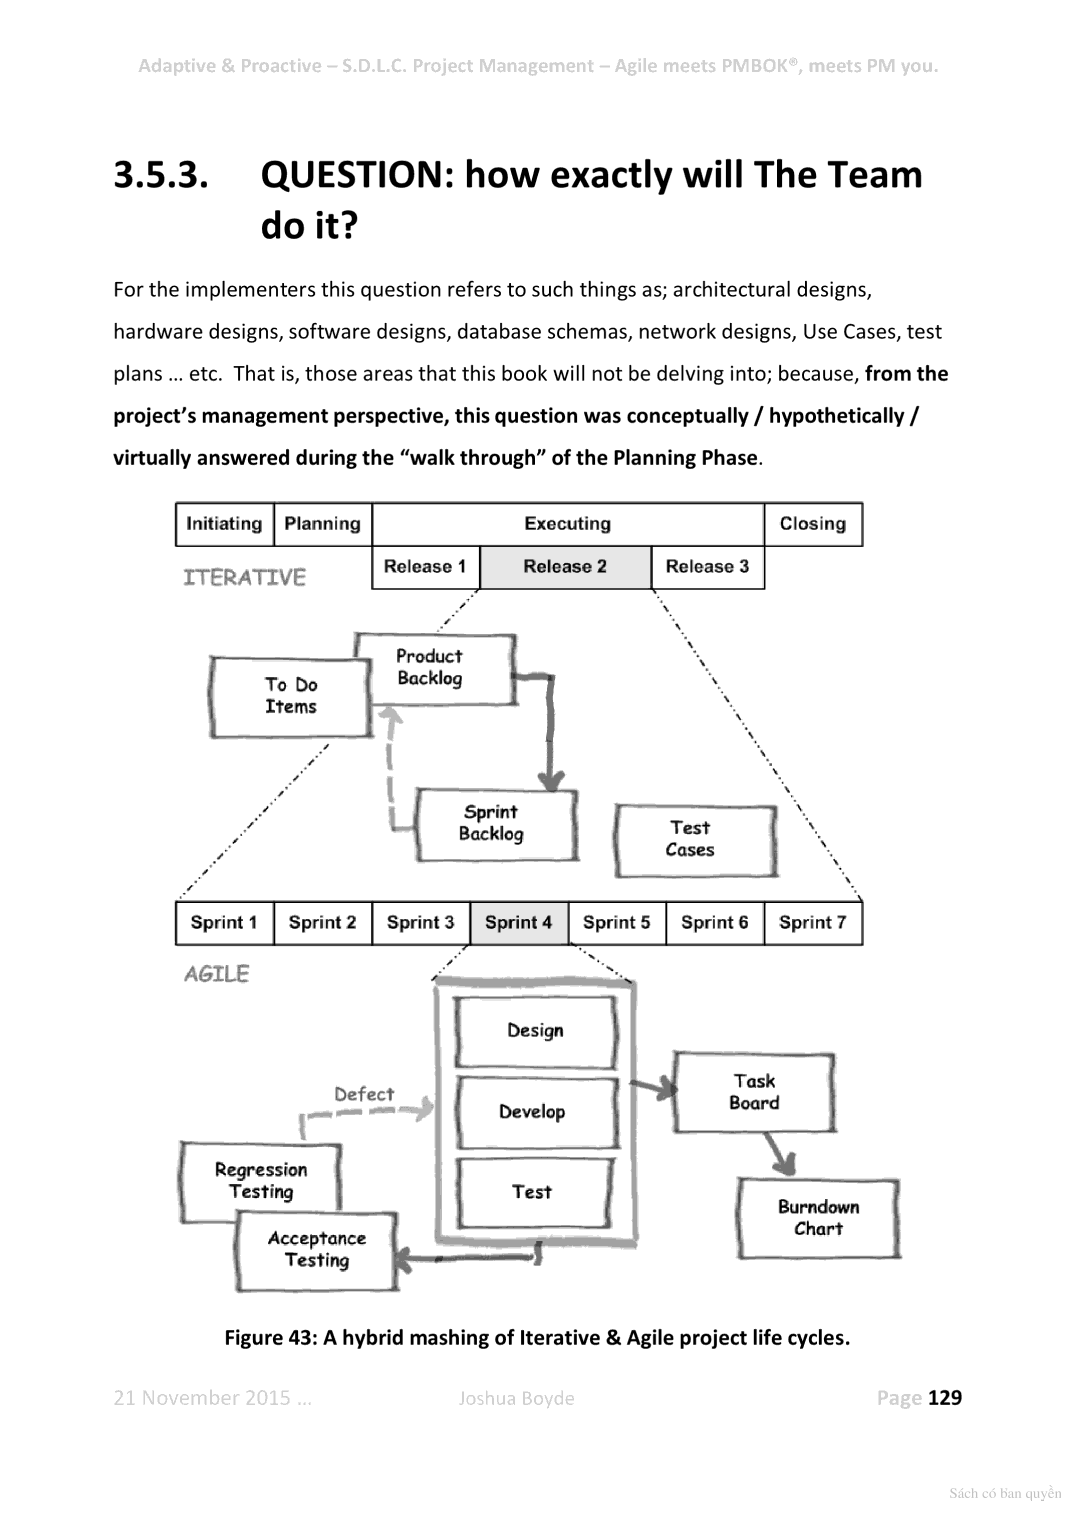 Adaptive & Proactive – S.D.L.C. Project Management – Agile meets PMBOK®, meets PM you.
3.5.3. QUESTION: how exactly will The Team
do it?
For the implementers this question refers to such things as; architectural designs,
hardware designs, software designs, database schemas, network designs, Use Cases, test
plans … etc.  That is, those areas that this book will not be delving into; because, from the
project’s management perspective, this question was conceptually / hypothetically /
virtually answered during the “walk through” of the Planning Phase.
Initiating Planning Executing Closing
ITERATIVE Release 1 Release 2 Release 3
Product
Backlog
To Do
Items
Sprint
Backlog
Test
Cases
Sprint 1 Sprint 2 Sprint 3 Sprint 4 Sprint 5 Sprint 6 Sprint 7
AGILE
Design
Develop
Test
Task
Board
Burndown
Chart
Defect
Regression
Testing
Acceptance
Testing
Figure 43: A hybrid mashing of Iterative & Agile project life cycles.
21 November 2015 … Joshua Boyde Page 129
Sách có bản quyền